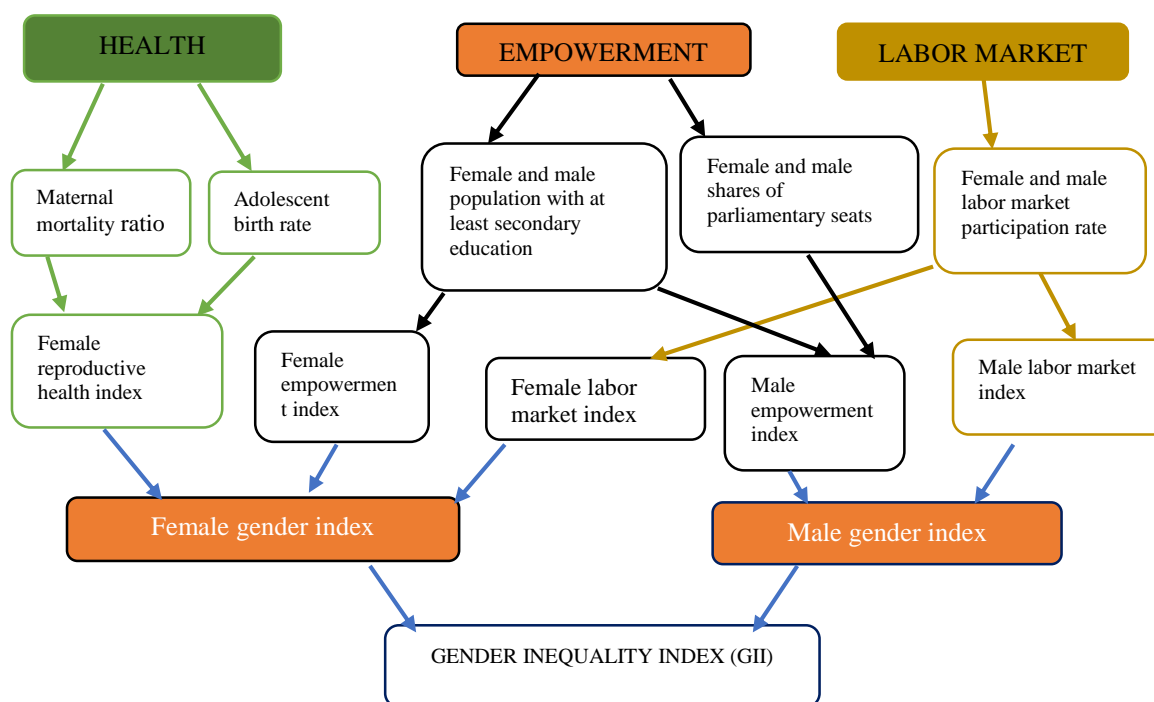 HEALTH
EMPOWERMENT
LABOR MARKET
Maternal
mortality ratio
Adolescent
birth rate
Female and male
population with at
least secondary
education
Female and male
shares of
parliamentary seats
Female and male
labor market
participation rate
Female
reproductive
health index
Female
empowermen
t index
Female labor
market index
Male
empowerment
index
Male labor market
index
Female gender index
Male gender index
GENDER INEQUALITY INDEX (GII)